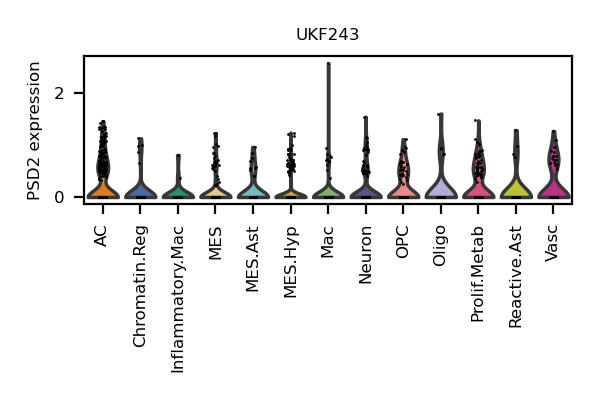 UKF243
PSD2 expression
2
0
AC
Chromatin.Reg
Inflammatory.Mac
MES
MES.Ast
MES.Hyp
Mac
Neuron
OPC
Oligo
Prolif.Metab
Reactive.Ast
Vasc